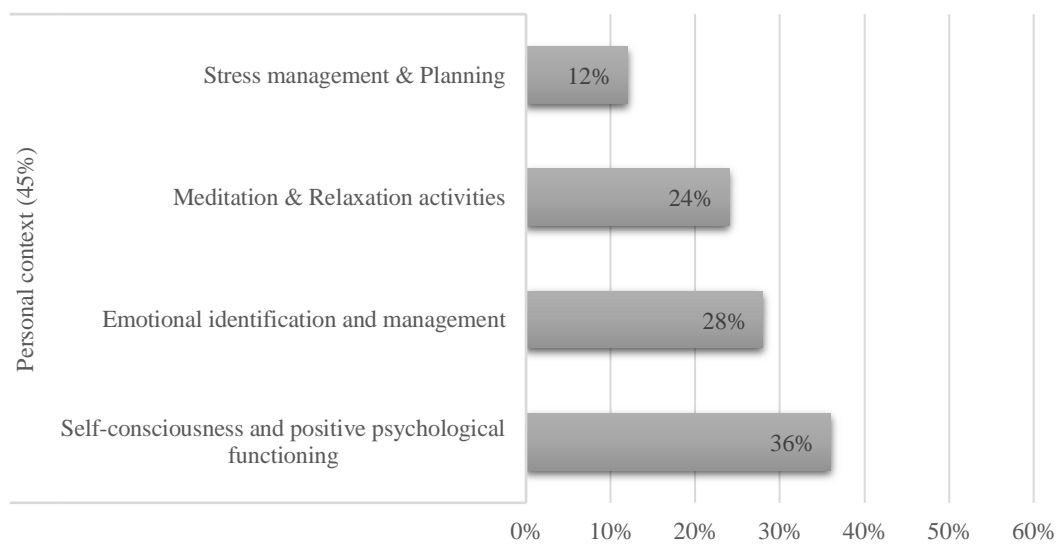 Personal context (45%)
Stress management & Planning
12%
Meditation & Relaxation activities
24%
Emotional identification and management
28%
Self-consciousness and positive psychological
functioning
36%
0% 10% 20% 30% 40% 50% 60%